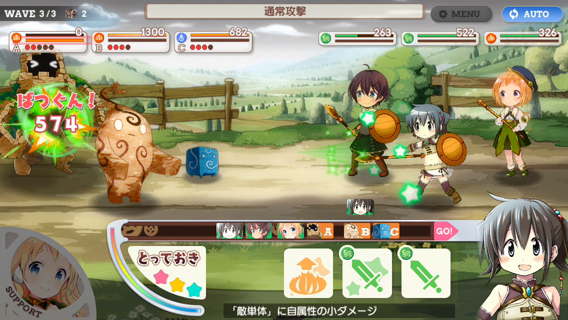 WAVE 3/3 2
通常攻撃
MENU
AUTO
0
1300
682
263
522
326
A
B
C
ばつぐん!
574
A
B
C
GO!
とっておき
SUPPORT
「敵単体」に自属性の小ダメージ